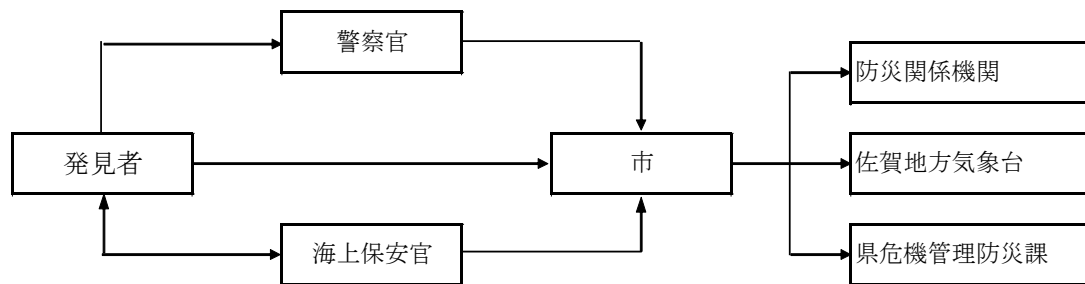 警察官
防災関係機関
発見者
市
佐賀地方気象台
海上保安官
県危機管理防災課